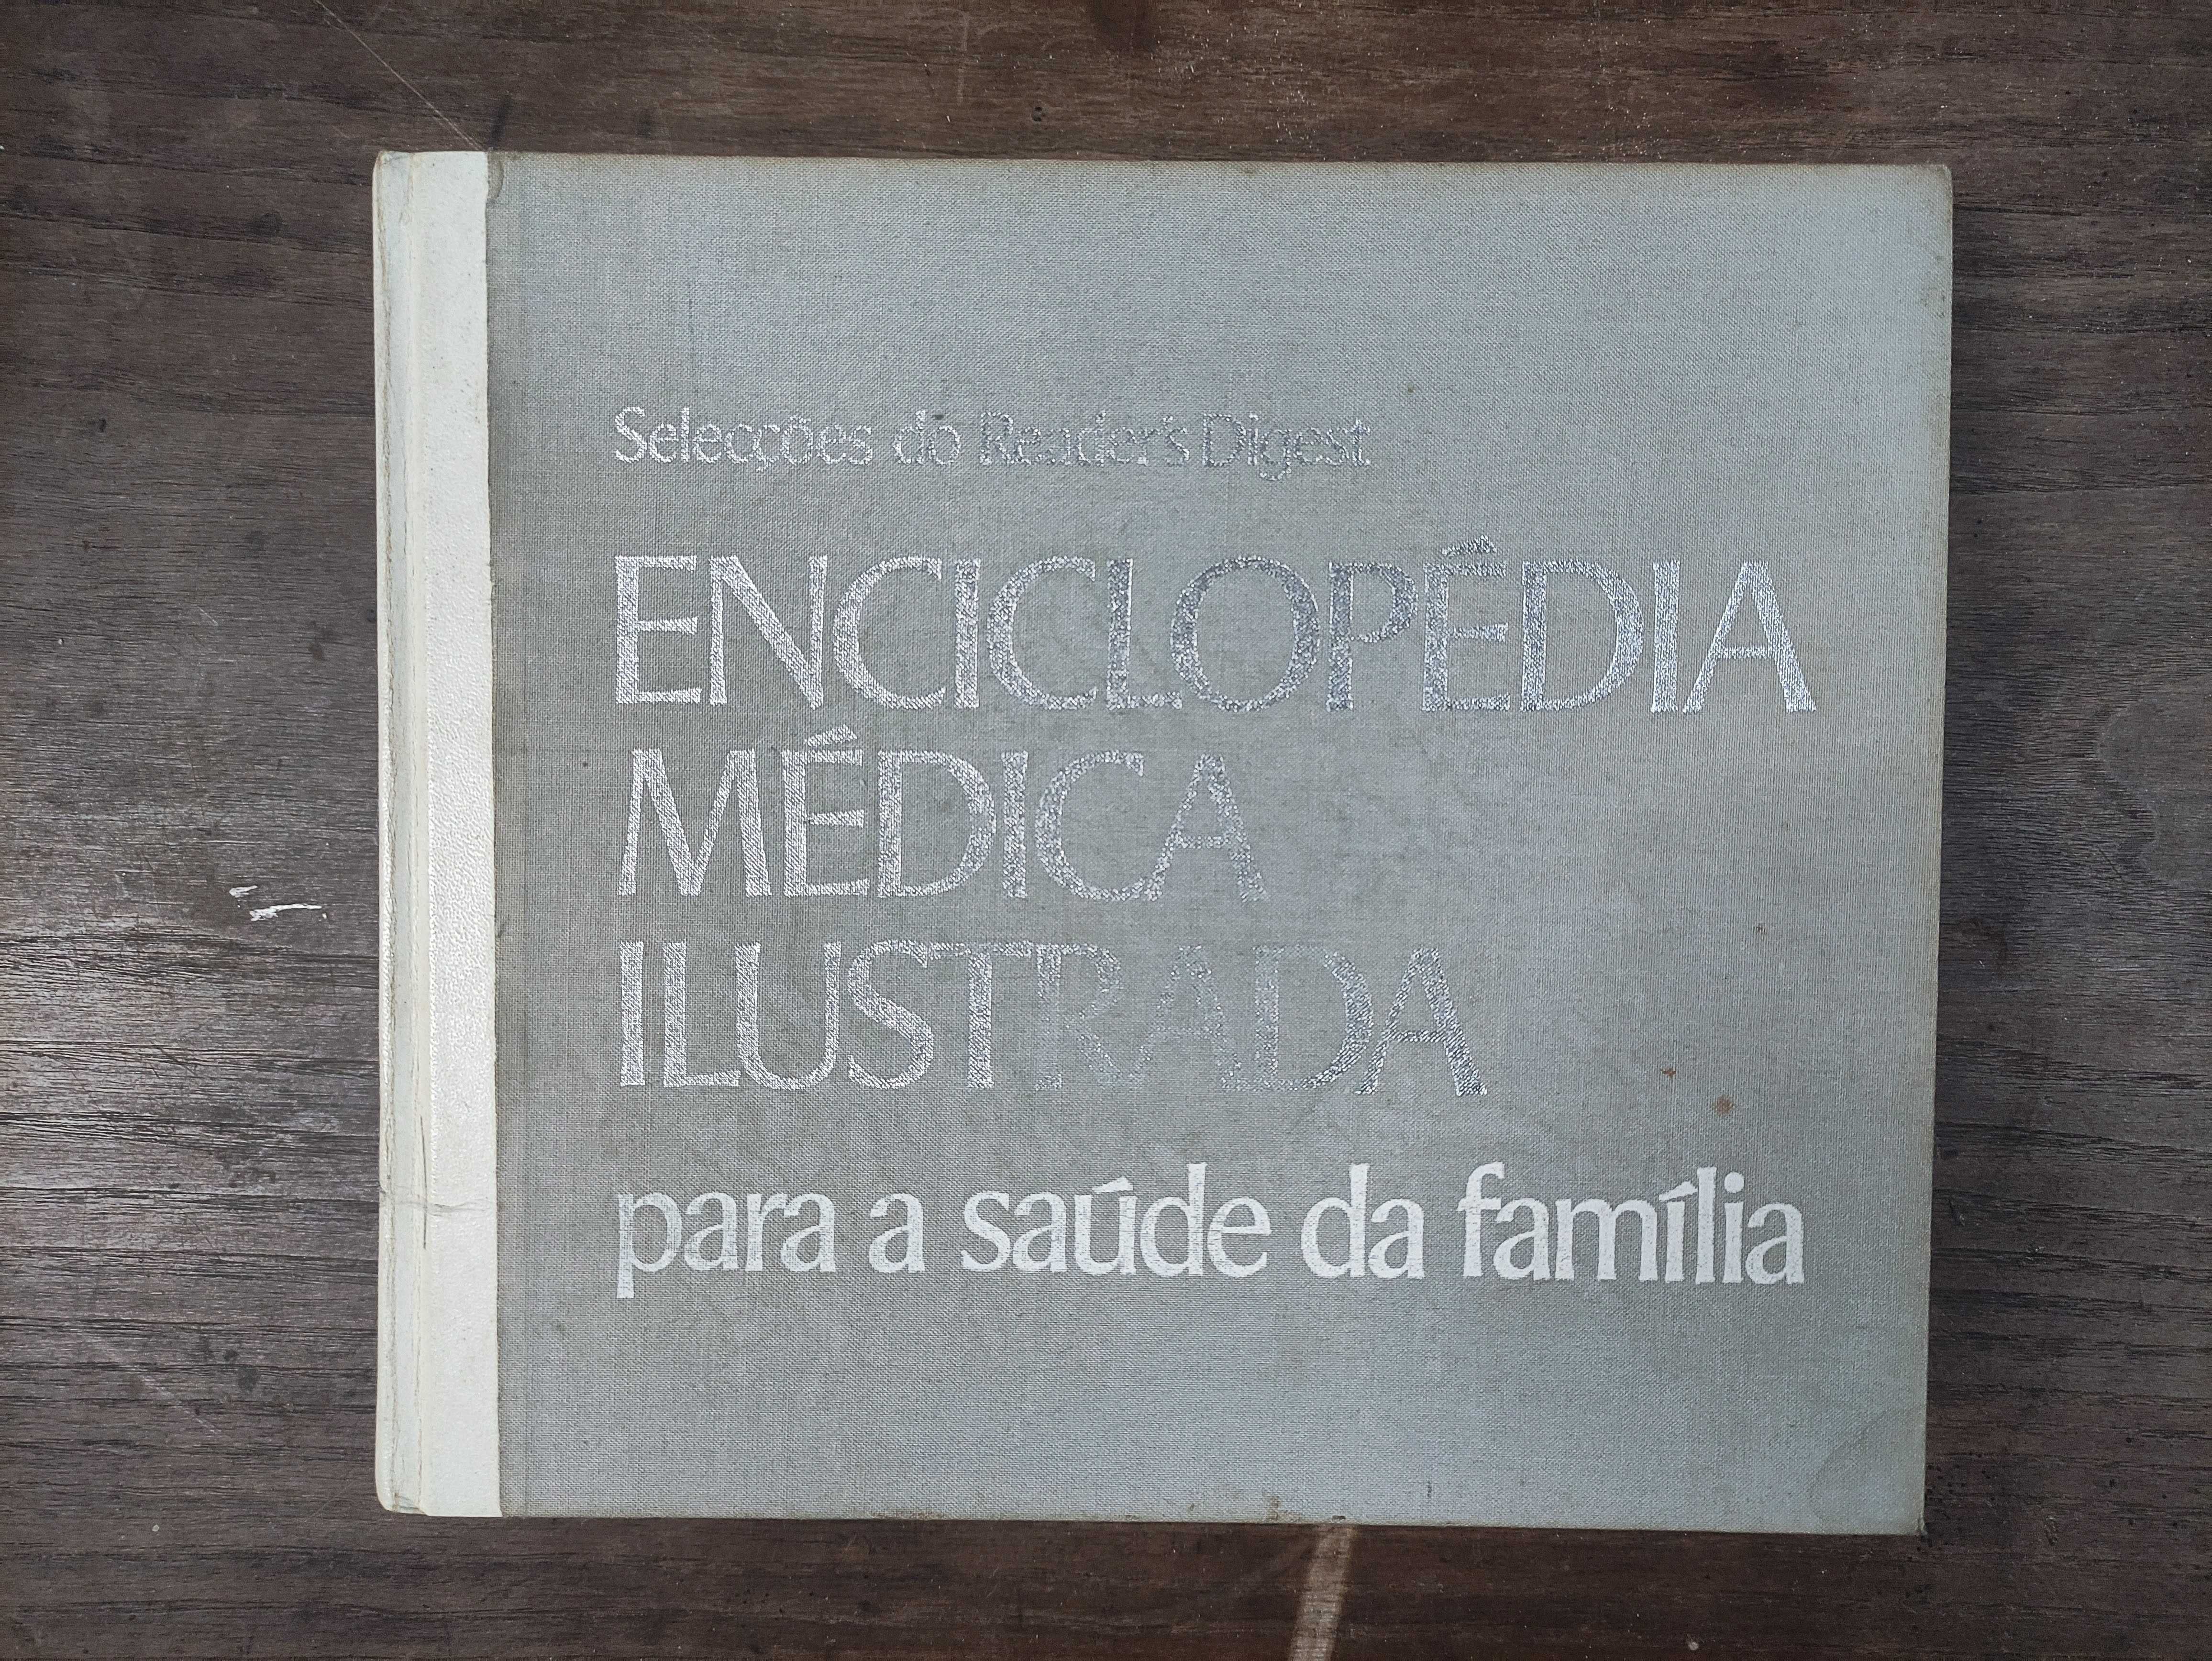 Selecções do Reader's Digest
ENCICLOPÉDIA
MÉDICA
ILUSTRADA
para a saúde da família